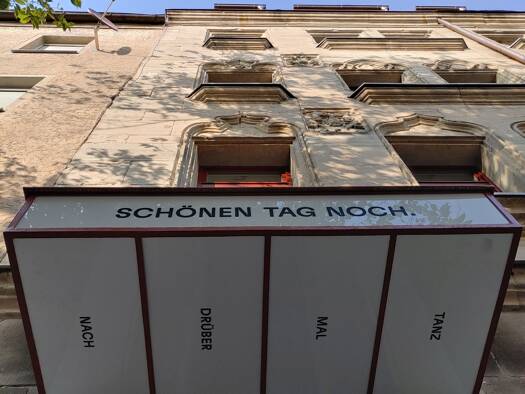 SCHÖNEN TAG NOCH.
NACH
DRÜBER
MAL
TANZ